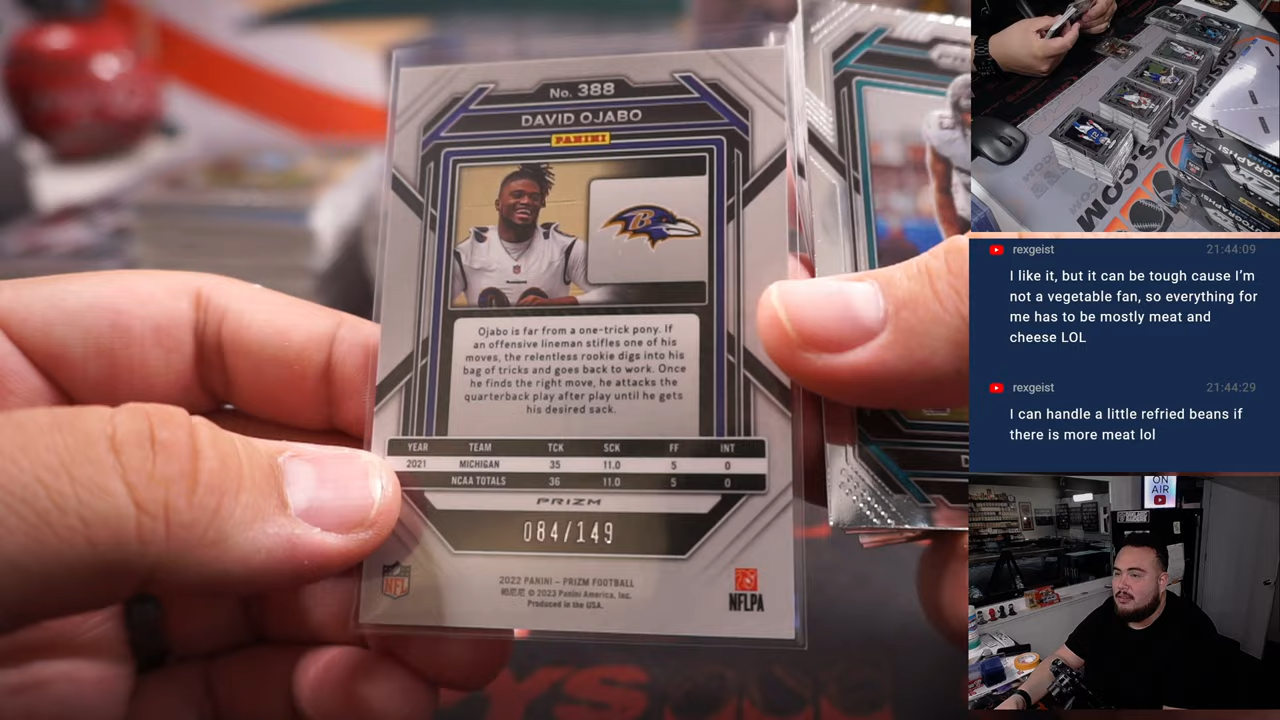 No. 388
DAVID OJABO
PANINI
Ojabo is far from a one-trick pony. If
an offensive lineman stifles one of his
moves, the relentless rookie digs into his
bag of tricks and goes back to work. Once
he finds the right move, he attacks the
quarterback play after play until he gets
his desired sack.
YEAR TEAM TCK SCK FF INT
2021 MICHIGAN 35 11.0 5 0
NCAA TOTALS 36 11.0 5 0
PRIZM
084/149
NFL
2022 PANINI – PRIZM FOOTBALL
© 2023 Panini America, Inc.
Produced in the USA.
NFLPA
rexgeist 21:44:09
I like it, but it can be tough cause I'm
not a vegetable fan, so everything for
me has to be mostly meat and
cheese LOL
rexgeist 21:44:29
I can handle a little refried beans if
there is more meat lol
ON
AIR